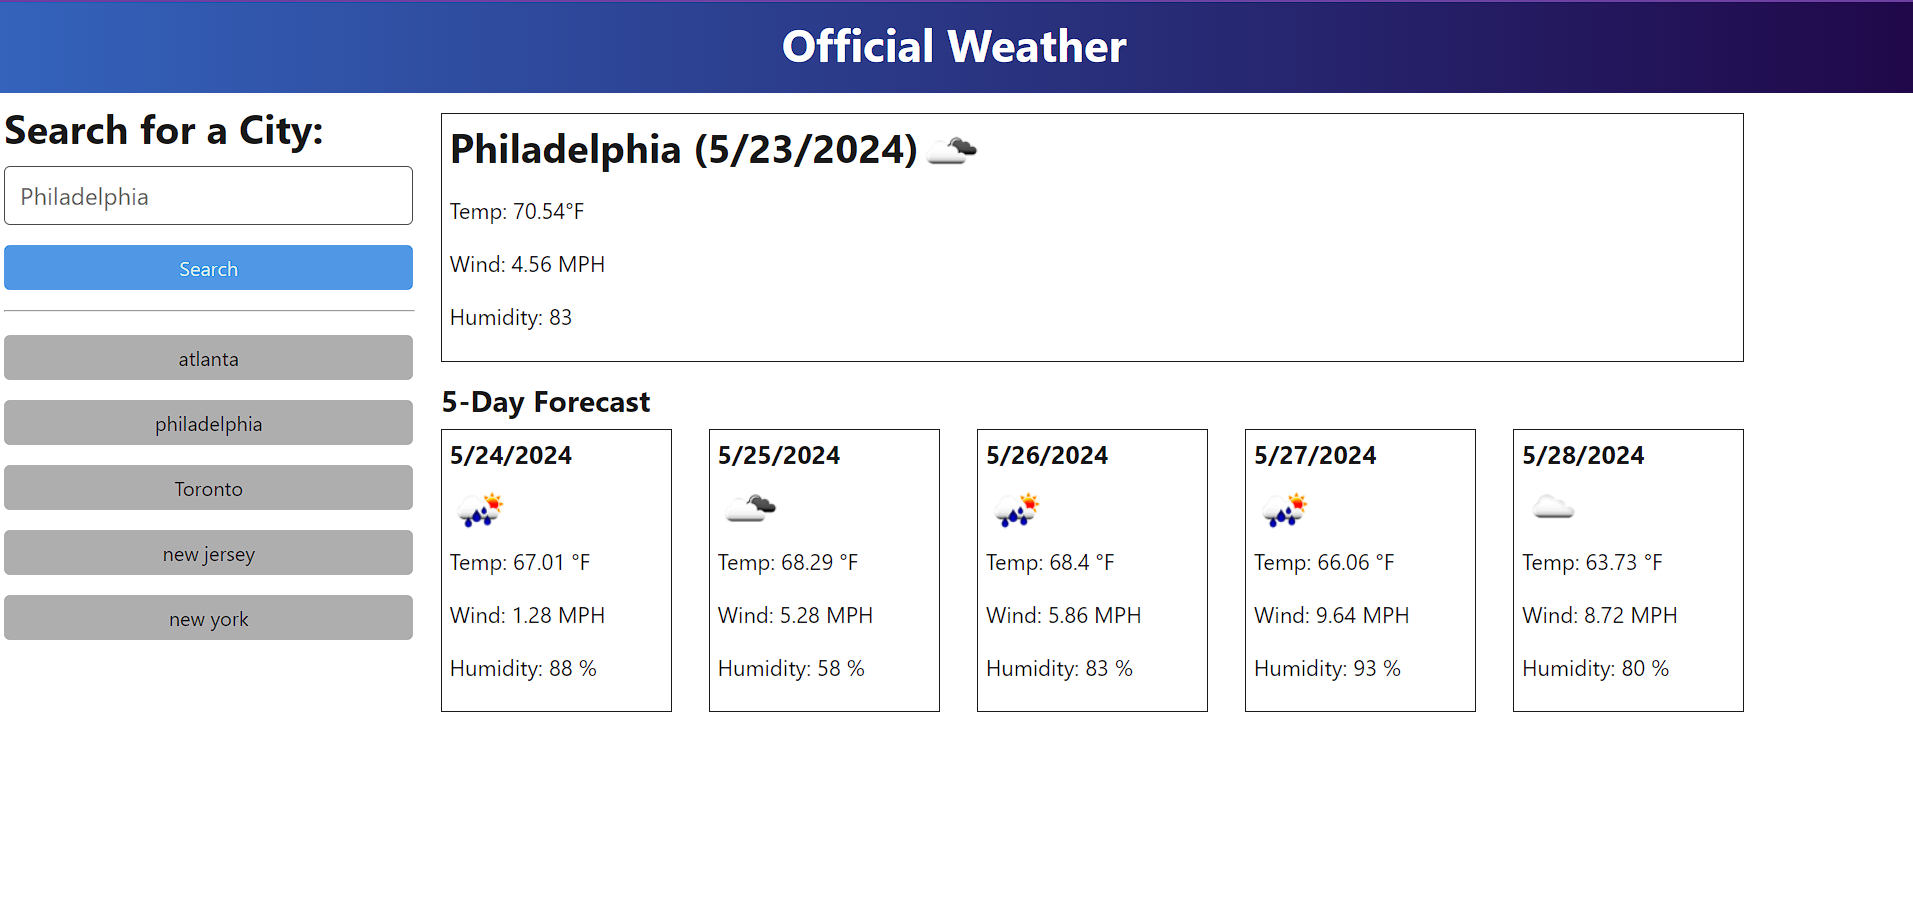 Official Weather
Search for a City:
Philadelphia
Search
atlanta
philadelphia
Toronto
new jersey
new york
Philadelphia (5/23/2024)
Temp: 70.54°F
Wind: 4.56 MPH
Humidity: 83
5-Day Forecast
5/24/2024
Temp: 67.01 °F
Wind: 1.28 MPH
Humidity: 88 %
5/25/2024
Temp: 68.29 °F
Wind: 5.28 MPH
Humidity: 58 %
5/26/2024
Temp: 68.4 °F
Wind: 5.86 MPH
Humidity: 83 %
5/27/2024
Temp: 66.06 °F
Wind: 9.64 MPH
Humidity: 93 %
5/28/2024
Temp: 63.73 °F
Wind: 8.72 MPH
Humidity: 80 %